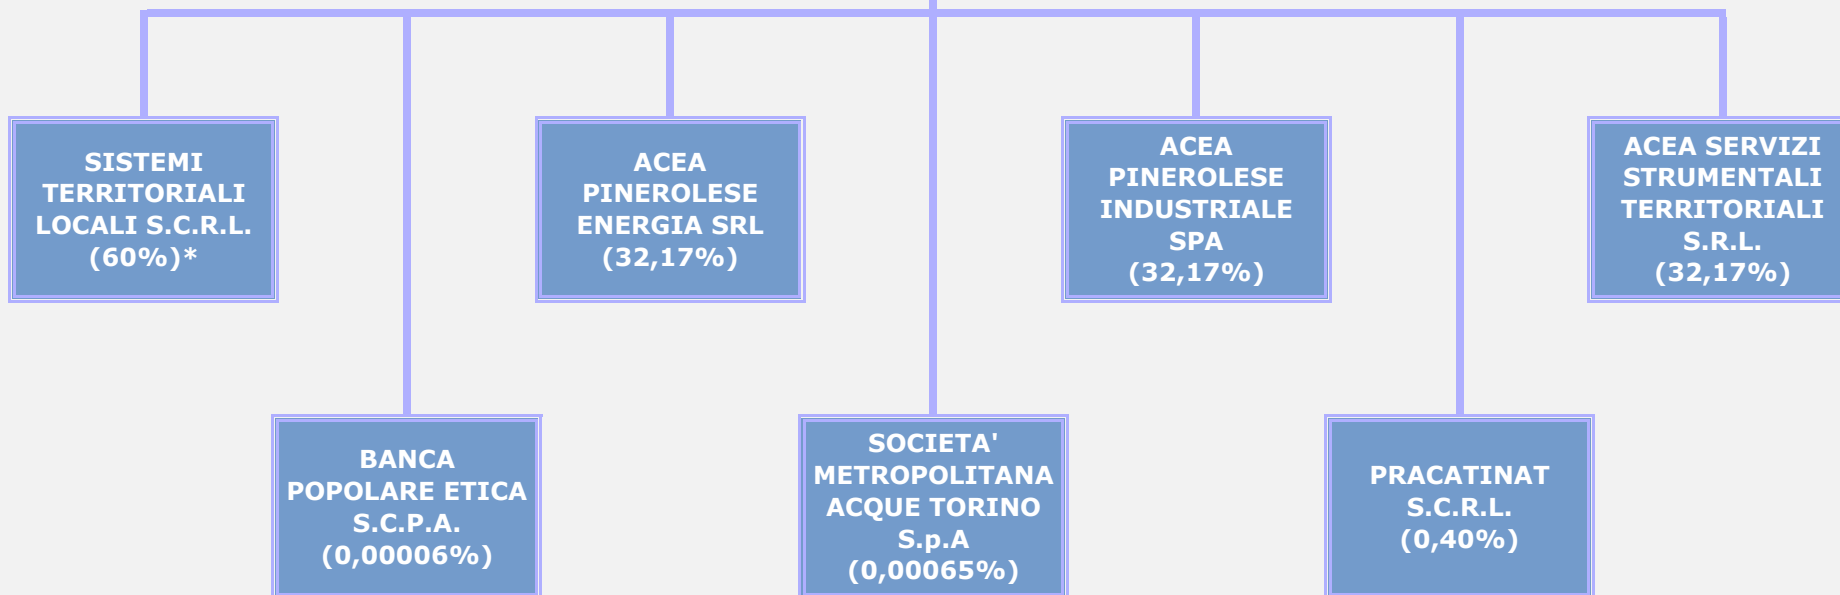 SISTEMI
TERRITORIALI
LOCALI S.C.R.L.
(60%)*
ACEA
PINEROLESE
ENERGIA SRL
(32,17%)
ACEA
PINEROLESE
INDUSTRIALE
SPA
(32,17%)
ACEA SERVIZI
STRUMENTALI
TERRITORIALI
S.R.L.
(32,17%)
BANCA
POPOLARE ETICA
S.C.P.A.
(0,00006%)
SOCIETA'
METROPOLITANA
ACQUE TORINO
S.p.A
(0,00065%)
PRACATINAT
S.C.R.L.
(0,40%)